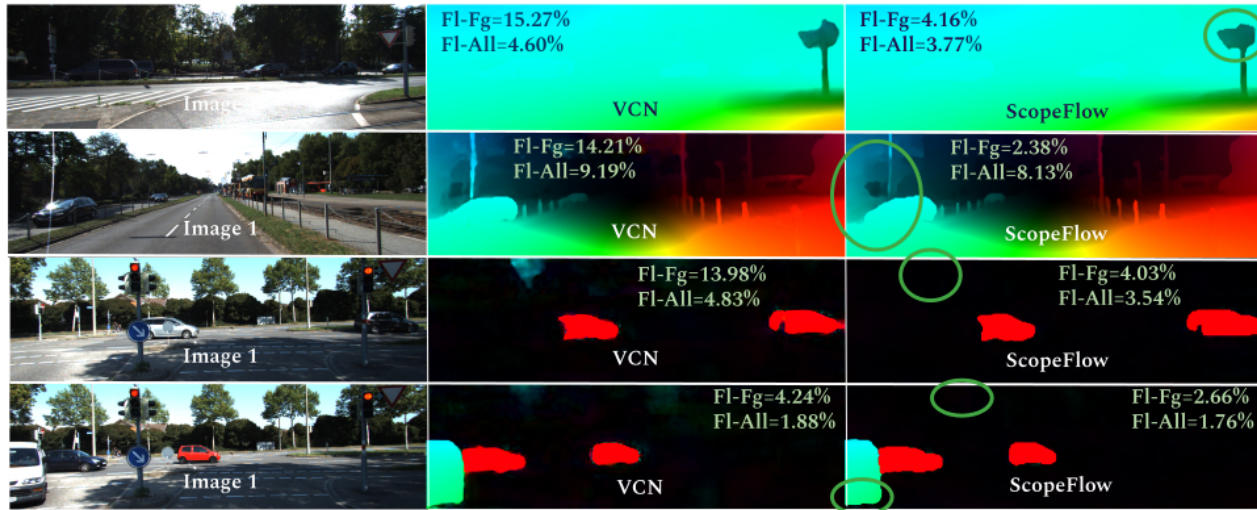 Fl-Fg=15.27%
Fl-All=4.60%
Fl-Fg=4.16%
Fl-All=3.77%
Image 1
VCN
ScopeFlow
Fl-Fg=14.21%
Fl-All=9.19%
Fl-Fg=2.38%
Fl-All=8.13%
Image 1
VCN
ScopeFlow
Fl-Fg=13.98%
Fl-All=4.83%
Fl-Fg=4.03%
Fl-All=3.54%
Image 1
VCN
ScopeFlow
Fl-Fg=4.24%
Fl-All=1.88%
Fl-Fg=2.66%
Fl-All=1.76%
Image 1
VCN
ScopeFlow